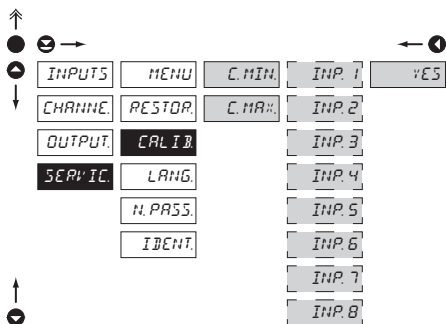 INPUTS MENU C. MIN. INP. 1 YES
CHANNE. RESTOR. C. MAX. INP. 2
OUTPUT. CALIB. INP. 3
SERVIC. LANG. INP. 4
N. PASS. INP. 5
IDENT. INP. 6
INP. 7
INP. 8